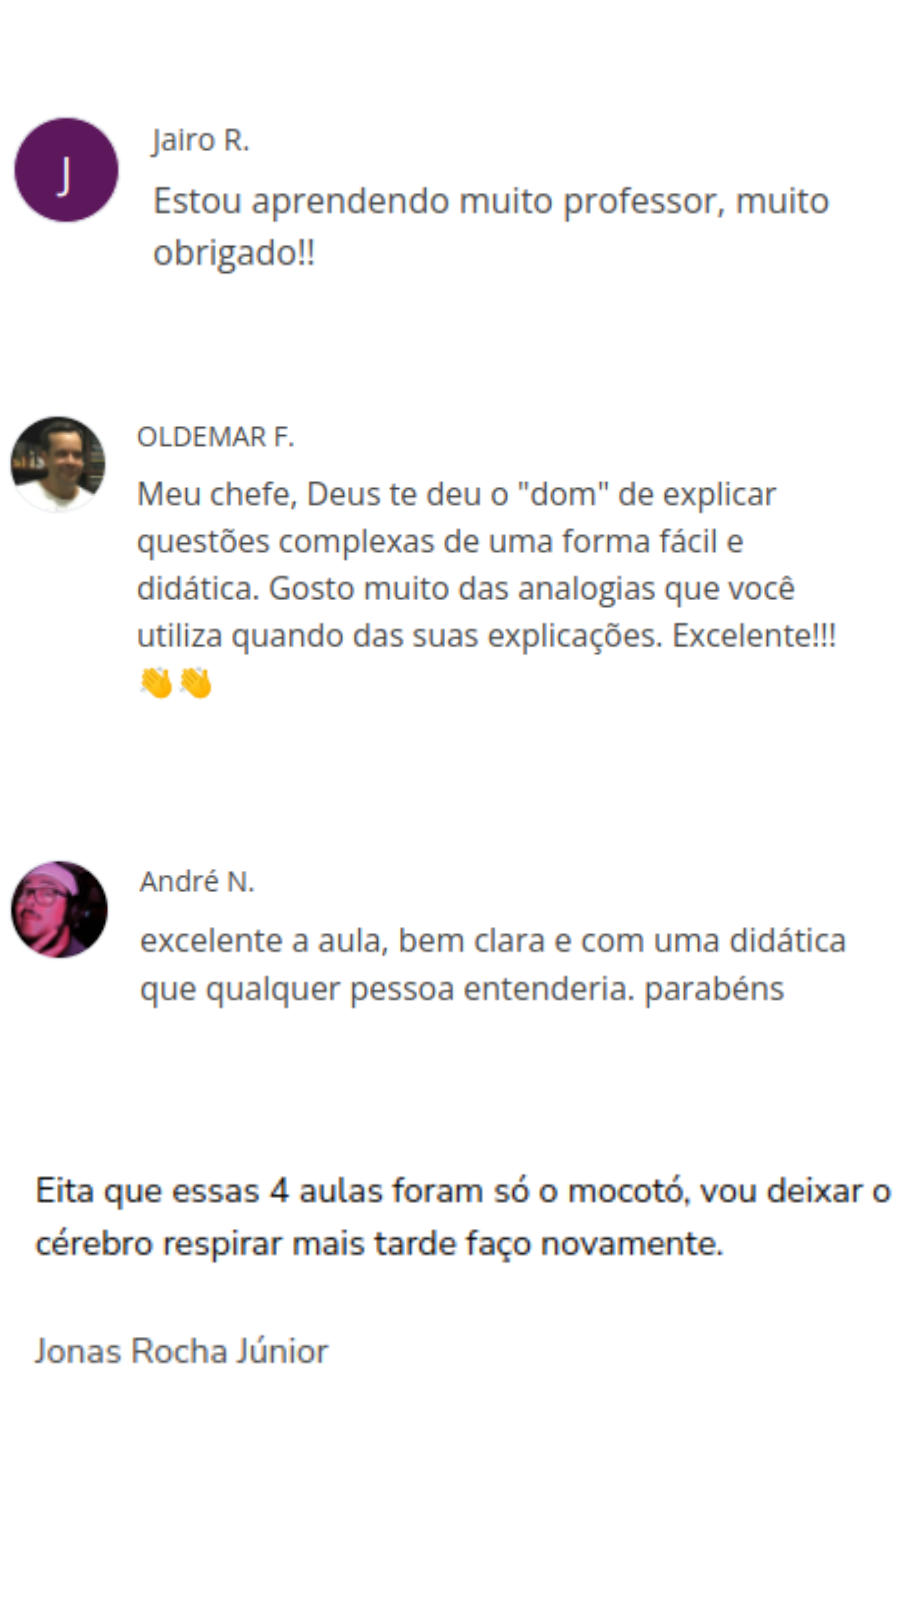 J
Jairo R.
Estou aprendendo muito professor, muito
obrigado!!
OLDEMAR F.
Meu chefe, Deus te deu o "dom" de explicar
questões complexas de uma forma fácil e
didática. Gosto muito das analogias que você
utiliza quando das suas explicações. Excelente!!!
👏👏
André N.
excelente a aula, bem clara e com uma didática
que qualquer pessoa entenderia. parabéns
Eita que essas 4 aulas foram só o mocotó, vou deixar o
cérebro respirar mais tarde faço novamente.
Jonas Rocha Júnior